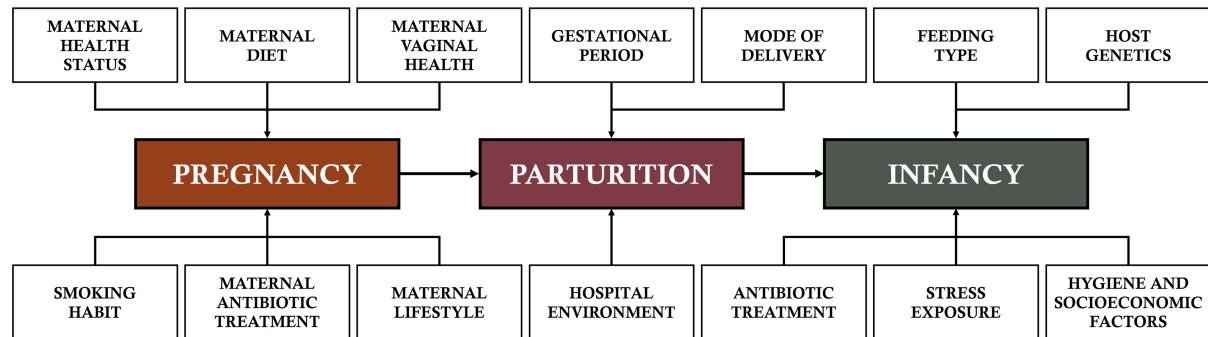 MATERNAL
HEALTH
STATUS
MATERNAL
DIET
MATERNAL
VAGINAL
HEALTH
GESTATIONAL
PERIOD
MODE OF
DELIVERY
FEEDING
TYPE
HOST
GENETICS
PREGNANCY
PARTURITION
INFANCY
SMOKING
HABIT
MATERNAL
ANTIBIOTIC
TREATMENT
MATERNAL
LIFESTYLE
HOSPITAL
ENVIRONMENT
ANTIBIOTIC
TREATMENT
STRESS
EXPOSURE
HYGIENE AND
SOCIOECONOMIC
FACTORS